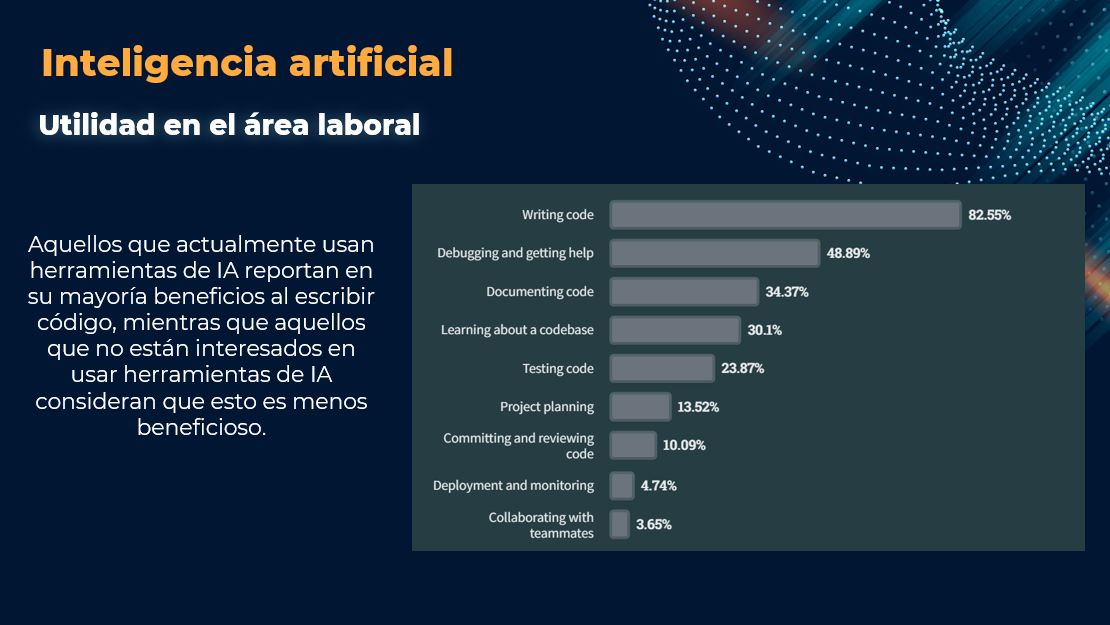 Inteligencia artificial
Utilidad en el área laboral
Aquellos que actualmente usan
herramientas de IA reportan en
su mayoría beneficios al escribir
código, mientras que aquellos
que no están interesados en
usar herramientas de IA
consideran que esto es menos
beneficioso.
Writing code 82.55%
Debugging and getting help 48.89%
Documenting code 34.37%
Learning about a codebase 30.1%
Testing code 23.87%
Project planning 13.52%
Committing and reviewing
code 10.09%
Deployment and monitoring 4.74%
Collaborating with
teammates 3.65%